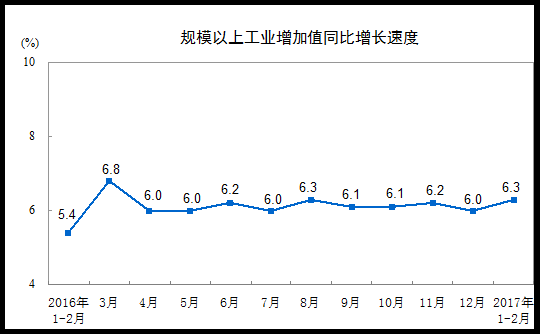 规模以上工业增加值同比增长速度
(%)
10
8
6
4
5.4
6.8
6.0
6.0
6.2
6.0
6.3
6.1
6.1
6.2
6.0
6.3
2016年
1-2月
3月
4月
5月
6月
7月
8月
9月
10月
11月
12月
2017年
1-2月